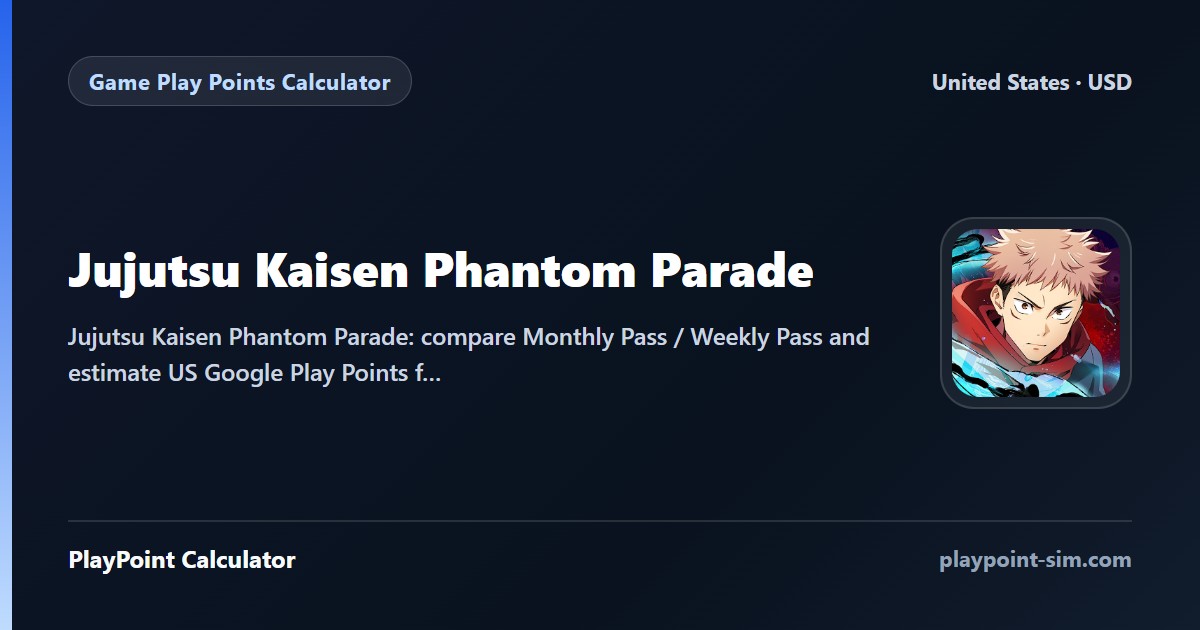 Game Play Points Calculator
United States · USD
Jujutsu Kaisen Phantom Parade
Jujutsu Kaisen Phantom Parade: compare Monthly Pass / Weekly Pass and
estimate US Google Play Points f...
PlayPoint Calculator
playpoint-sim.com